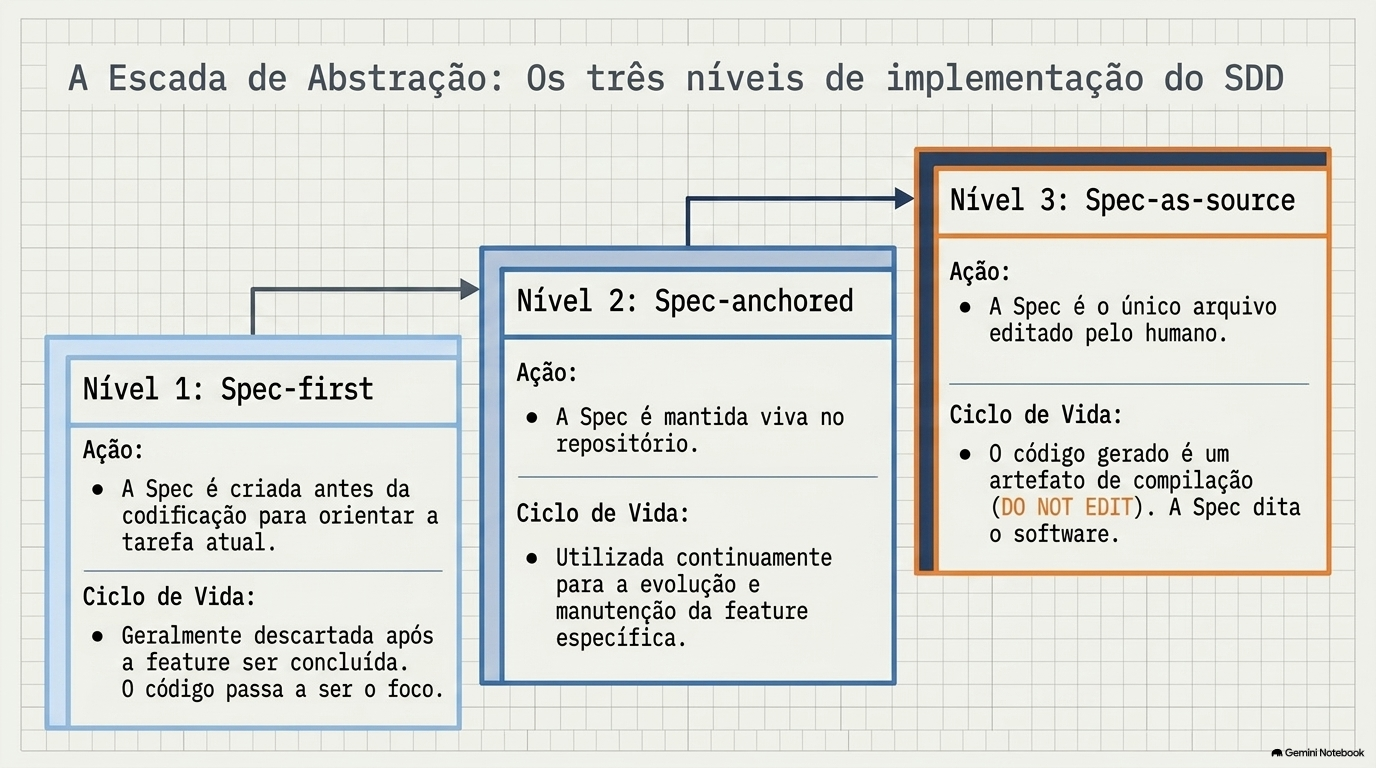 A Escada de Abstração: Os três níveis de implementação do SDD
Nível 1: Spec-first
Ação:
● A Spec é criada antes da
codificação para orientar a
tarefa atual.
Ciclo de Vida:
● Geralmente descartada após
a feature ser concluída.
O código passa a ser o foco.
Nível 2: Spec-anchored
Ação:
● A Spec é mantida viva no
repositório.
Ciclo de Vida:
● Utilizada continuamente
para a evolução e
manutenção da feature
específica.
Nível 3: Spec-as-source
Ação:
● A Spec é o único arquivo
editado pelo humano.
Ciclo de Vida:
● O código gerado é um
artefato de compilação
(DO NOT EDIT). A Spec dita
o software.
Gemini Notebook